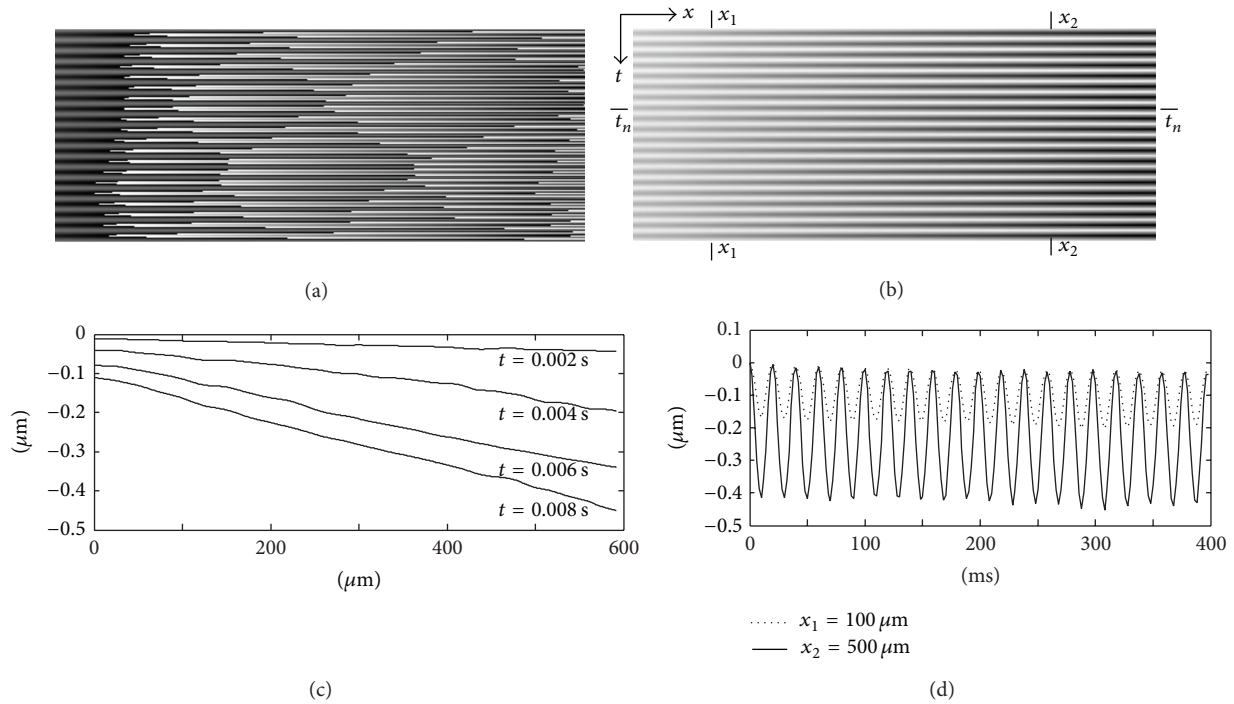 x
x₁
x₂
t
t̅ₙ
t̅ₙ
x₁
x₂
(a)
(b)
0
−0.1
−0.2
−0.3
−0.4
−0.5
(μm)
t = 0.002 s
t = 0.004 s
t = 0.006 s
t = 0.008 s
0
200
400
600
(μm)
(c)
0.1
0
−0.1
−0.2
−0.3
−0.4
−0.5
(μm)
0
100
200
300
400
(ms)
x₁ = 100 μm
x₂ = 500 μm
(d)